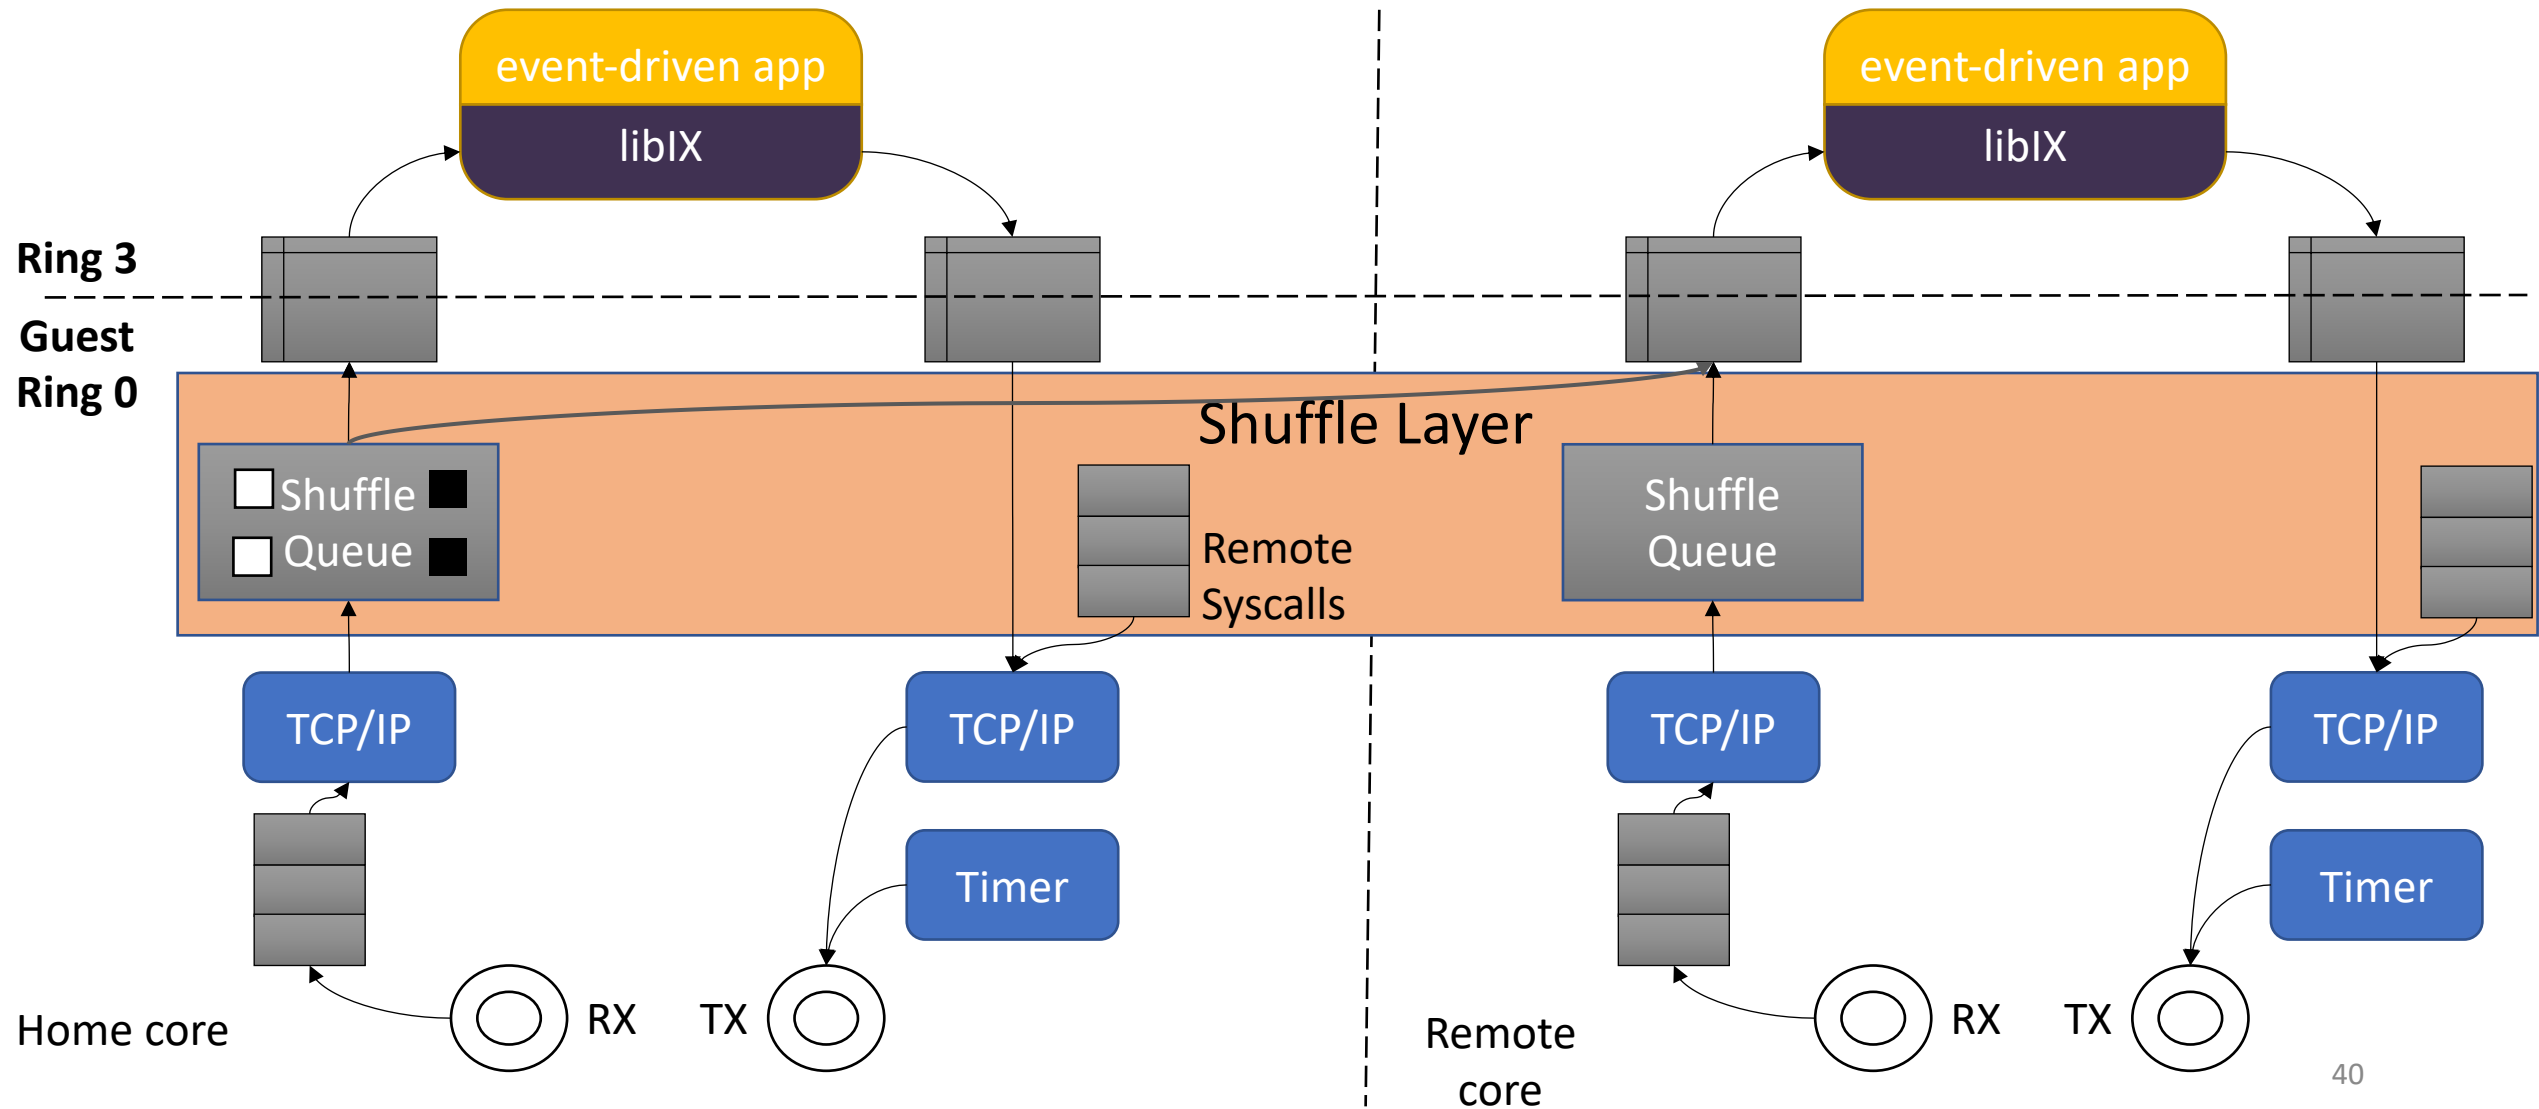 event-driven app
libIX
event-driven app
libIX
Ring 3
Guest
Ring 0
Shuffle Layer
Shuffle
Queue
Remote
Syscalls
Shuffle
Queue
TCP/IP
TCP/IP
TCP/IP
TCP/IP
Timer
Timer
Home core
RX
TX
Remote
core
RX
TX
40